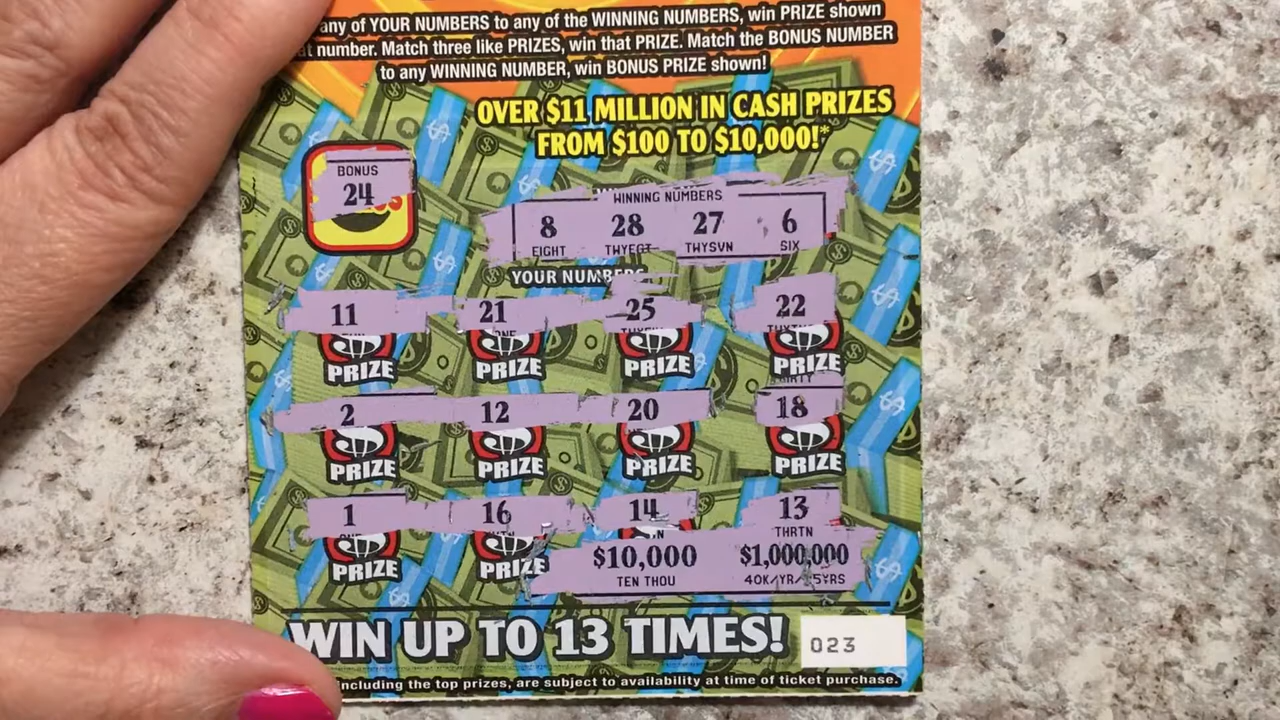 any of YOUR NUMBERS to any of the WINNING NUMBERS, win PRIZE shown
number. Match three like PRIZES, win that PRIZE. Match the BONUS NUMBER
to any WINNING NUMBER, win BONUS PRIZE shown!
OVER $11 MILLION IN CASH PRIZES
FROM $100 TO $10,000!*
BONUS
24
WINNING NUMBERS
8 28 27 6
EIGHT TWYEGT TWYSVN SIX
YOUR NUMBERS
11 21 25 22
PRIZE PRIZE PRIZE PRIZE
2 12 20 18
PRIZE PRIZE PRIZE PRIZE
1 16 14 13
THRTN
PRIZE PRIZE $10,000 $1,000,000
TEN THOU
WIN UP TO 13 TIMES!
023
including the top prizes, are subject to availability at time of ticket purchase.